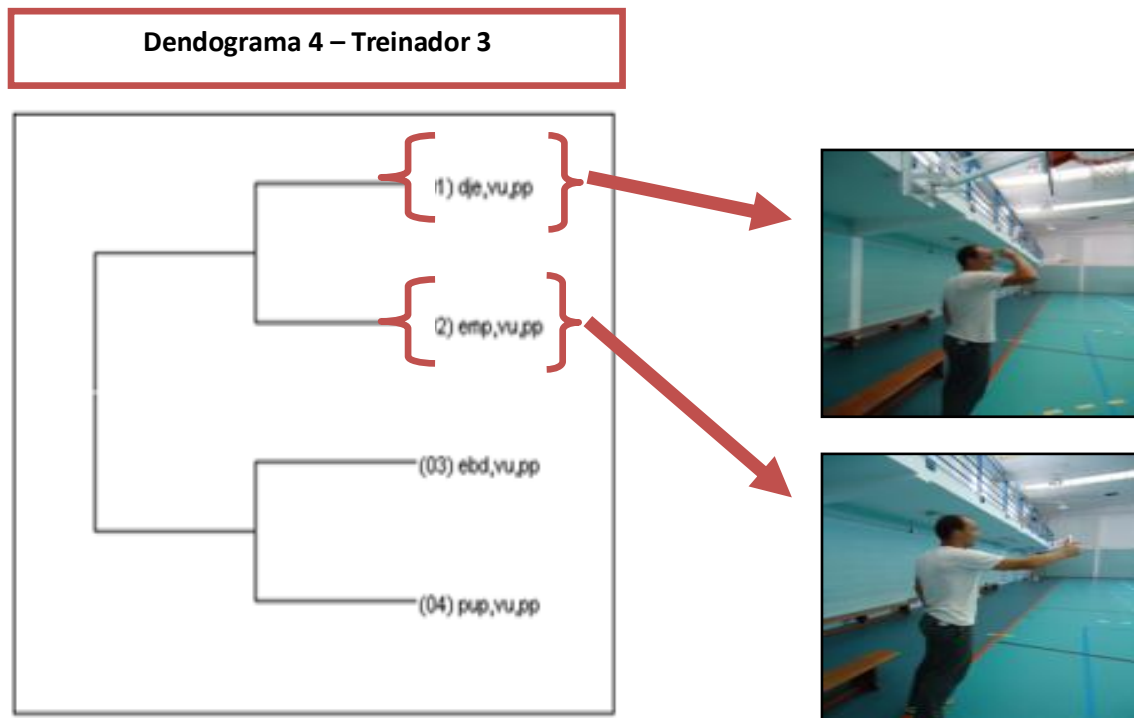 Dendograma 4 – Treinador 3
1) dje,vu,pp
2) emp,vu,pp
(03) ebd,vu,pp
(04) pup,vu,pp